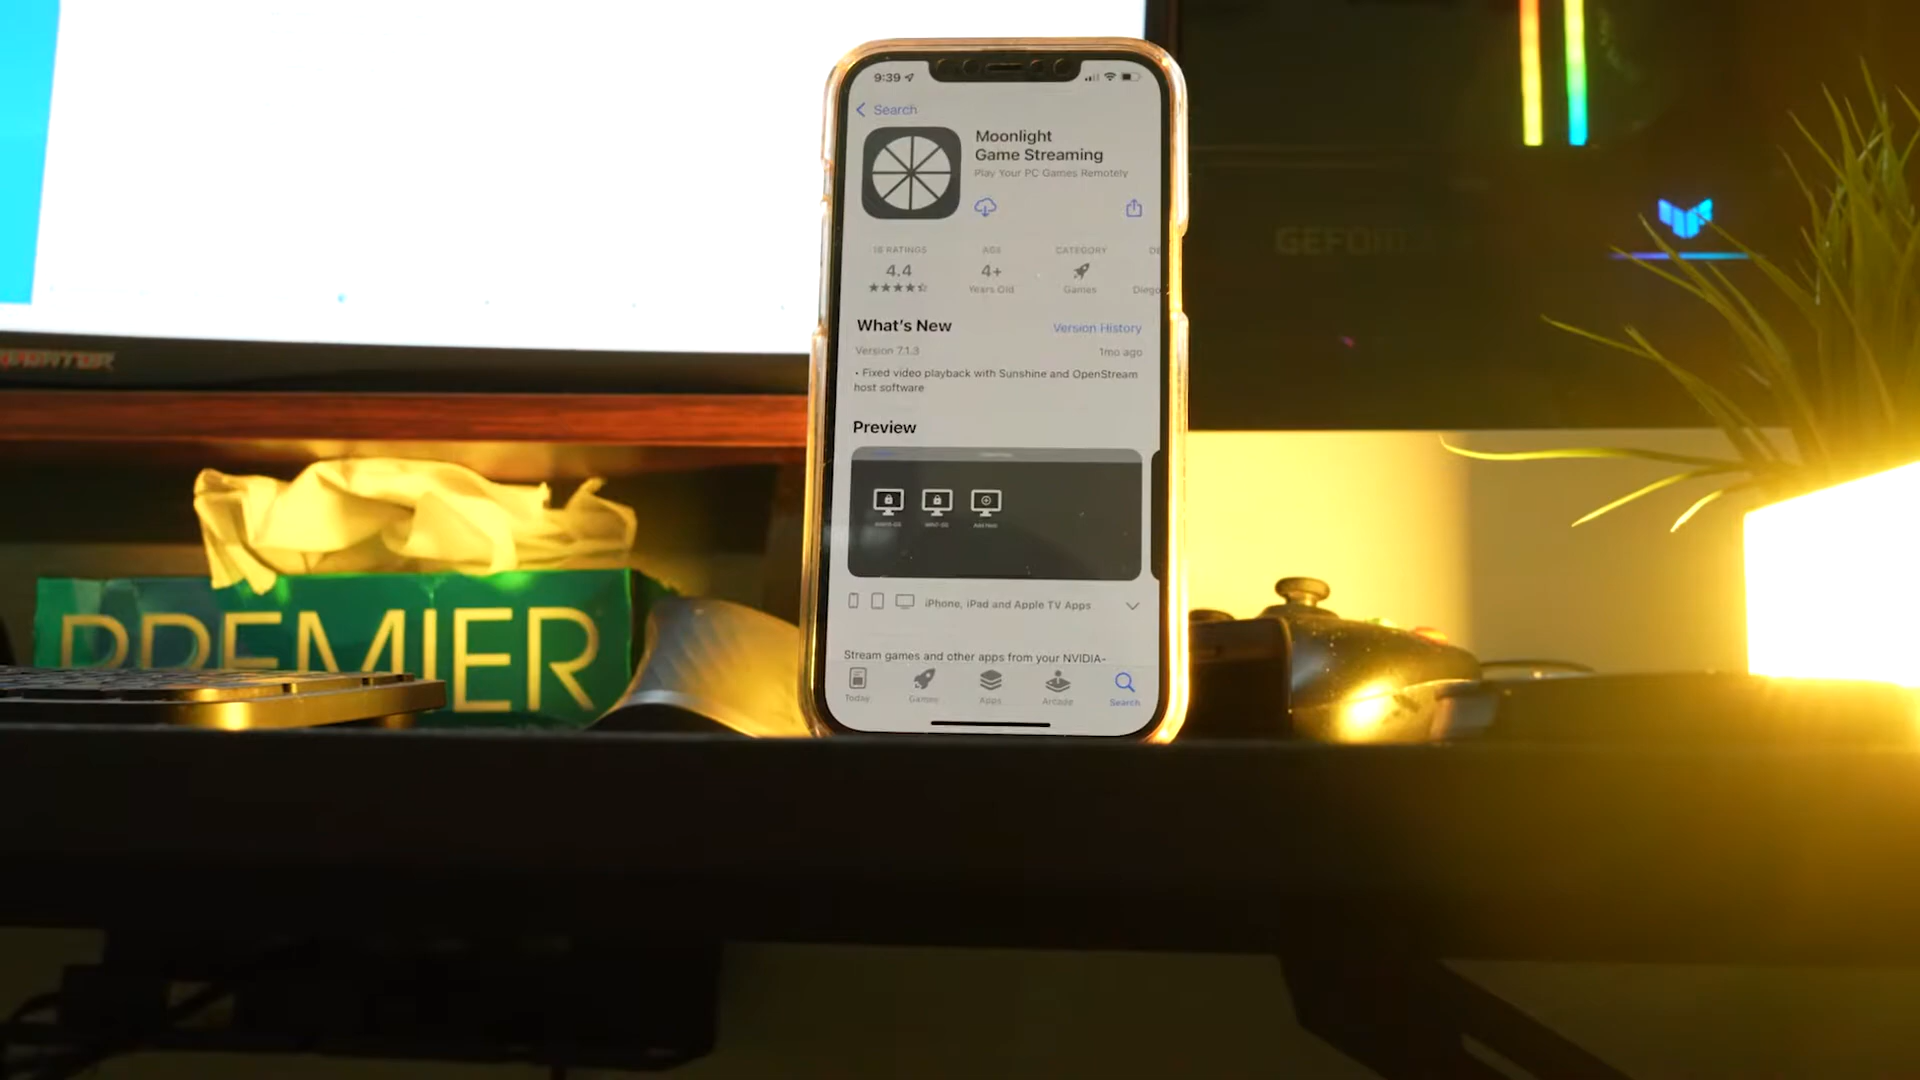 9:39
Search
Moonlight
Game Streaming
Play Your PC Games Remotely
16 RATINGS
4.4
AGE
4+
Years Old
CATEGORY
Games
DE
Diego
What's New
Version History
Version 7.1.3
1mo ago
• Fixed video playback with Sunshine and OpenStream
host software
Preview
Add Host
iPhone, iPad and Apple TV Apps
Stream games and other apps from your NVIDIA-
Today
Games
Apps
Arcade
Search
PREMIER